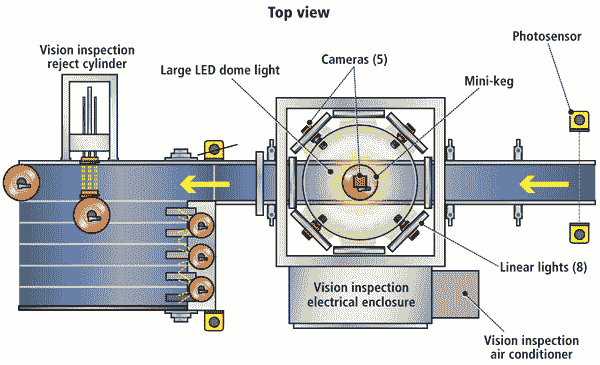 Top view
Vision inspection
reject cylinder
Large LED dome light
Cameras (5)
Mini-keg
Photosensor
Linear lights (8)
Vision inspection
electrical enclosure
Vision inspection
air conditioner